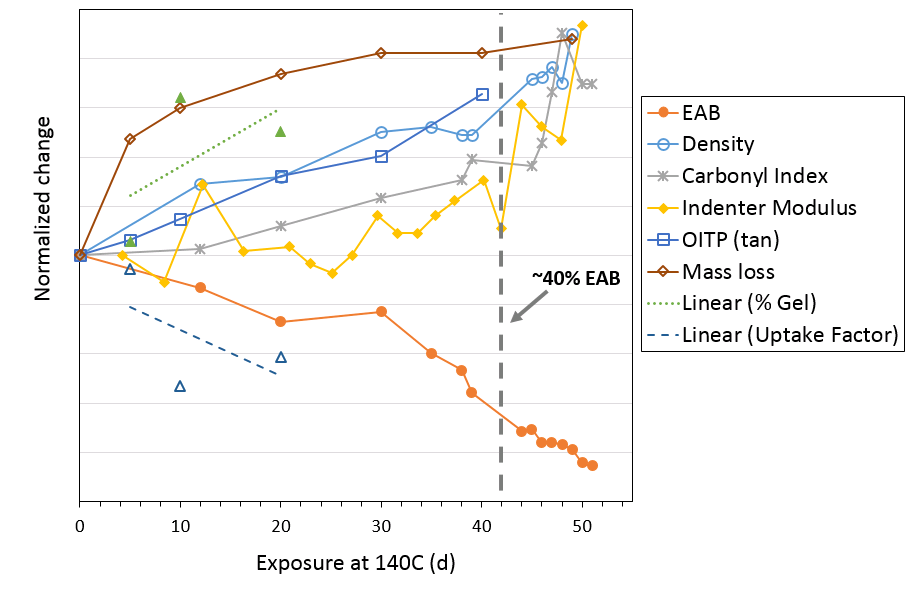 Normalized change
~40% EAB
0 10 20 30 40 50
Exposure at 140C (d)
EAB
Density
Carbonyl Index
Indenter Modulus
OITP (tan)
Mass loss
Linear (% Gel)
Linear (Uptake Factor)